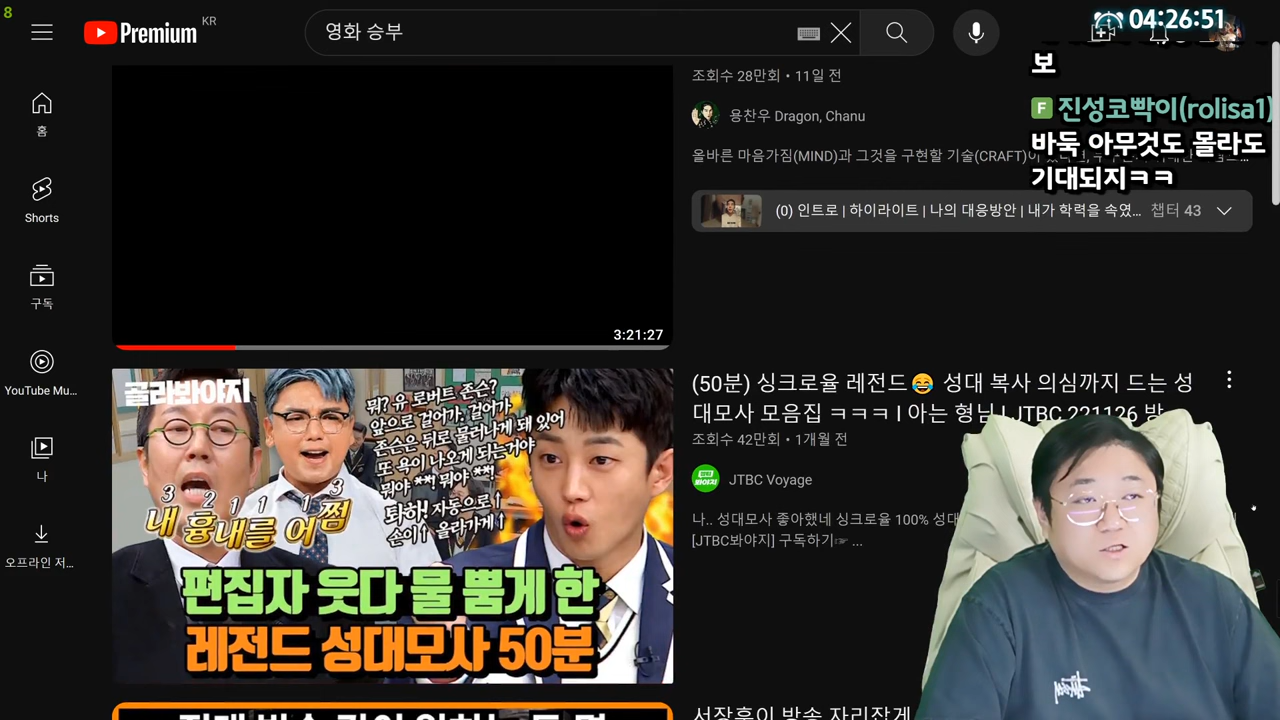 8
Premium
KR
영화 승부
04:26:51
홈
Shorts
구독
YouTube Mu...
나
오프라인 저...
조회수 28만회 • 11일 전
용찬우 Dragon, Chanu
올바른 마음가짐(MIND)과 그것을 구현할 기술(CRAFT)이
(0) 인트로 | 하이라이트 | 나의 대응방안 | 내가 학력을 속였... 챕터 43
보
F 진성코빡이(rolisa1)
바둑 아무것도 몰라도
기대되지ㅋㅋ
3:21:27
골라봐야지
뭐? 유 로버트 존슨?
앞으로 걸어가, 걸어가
존슨은 뒤로 물러나게 돼 있어
또 욕이 나오게 되는거야
뭐야 **! 뭐야 **!
퇴해! 자동으로↑
손이↑ 올라가게↑
3 2 1 1 1 3
내 흉내를 어쩜
편집자 웃다 물 뿜게 한
레전드 성대모사 50분
(50분) 싱크로율 레전드😂 성대 복사 의심까지 드는 성
대모사 모음집 ㅋㅋㅋ | 아는 형님 | JTBC 221126 방
조회수 42만회 • 1개월 전
JTBC Voyage
나.. 성대모사 좋아했네 싱크로율 100% 성대
[JTBC봐야지] 구독하기☞ ...
서장훈이 방송 자리잡게